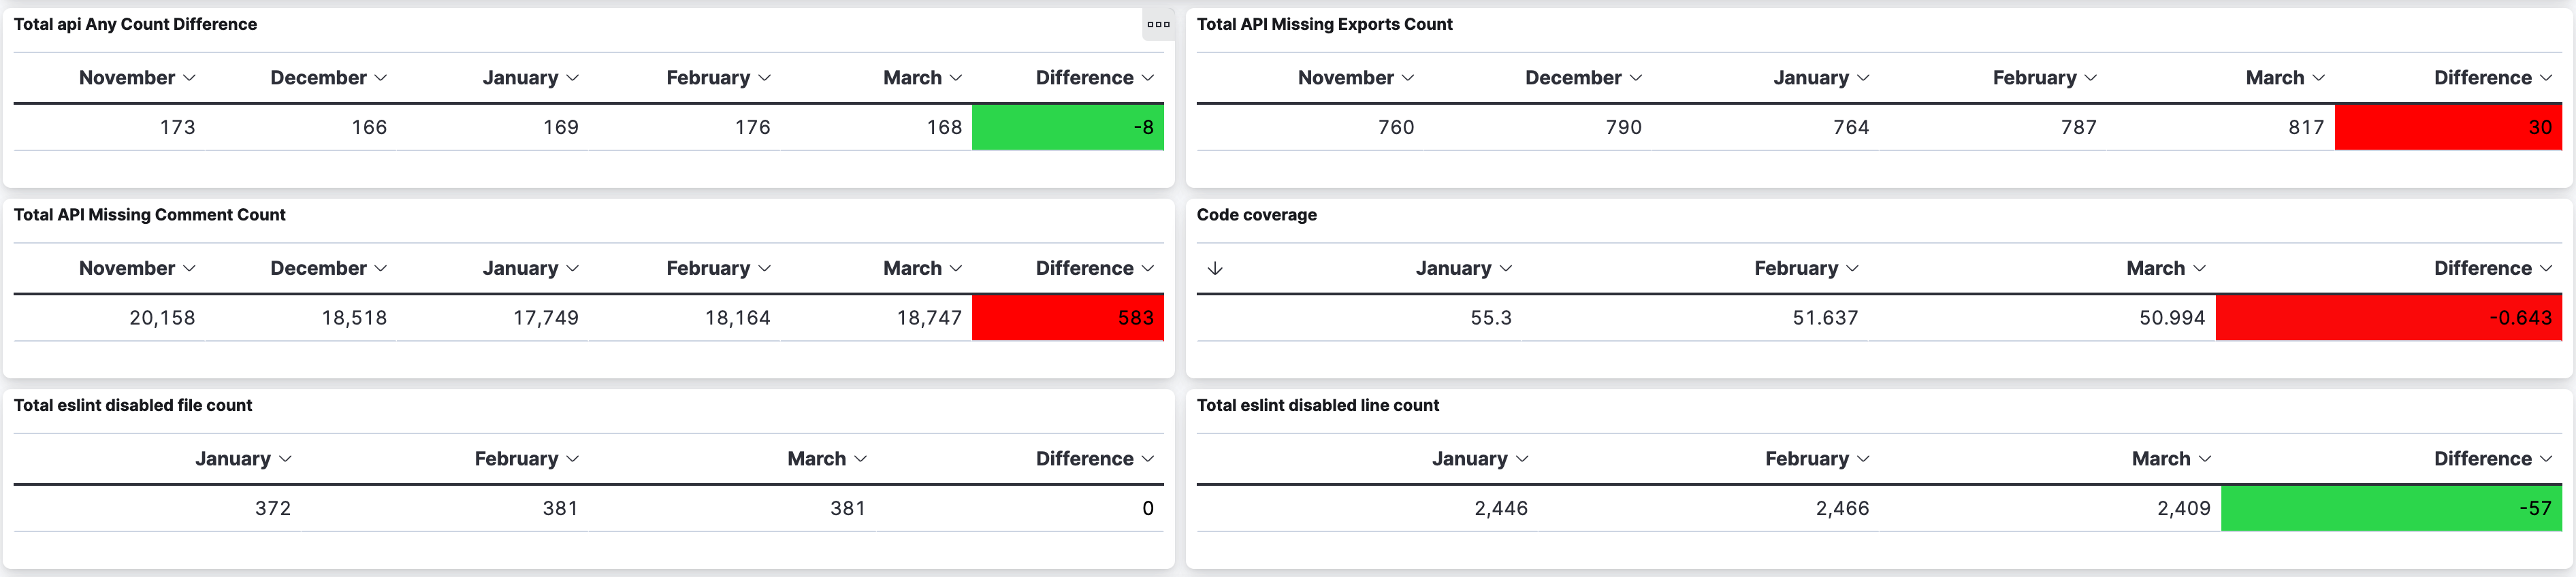 Total api Any Count Difference
November December January February March Difference
173 166 169 176 168 -8
Total API Missing Exports Count
November December January February March Difference
760 790 764 787 817 30
Total API Missing Comment Count
November December January February March Difference
20,158 18,518 17,749 18,164 18,747 583
Code coverage
January February March Difference
55.3 51.637 50.994 -0.643
Total eslint disabled file count
January February March Difference
372 381 381 0
Total eslint disabled line count
January February March Difference
2,446 2,466 2,409 -57